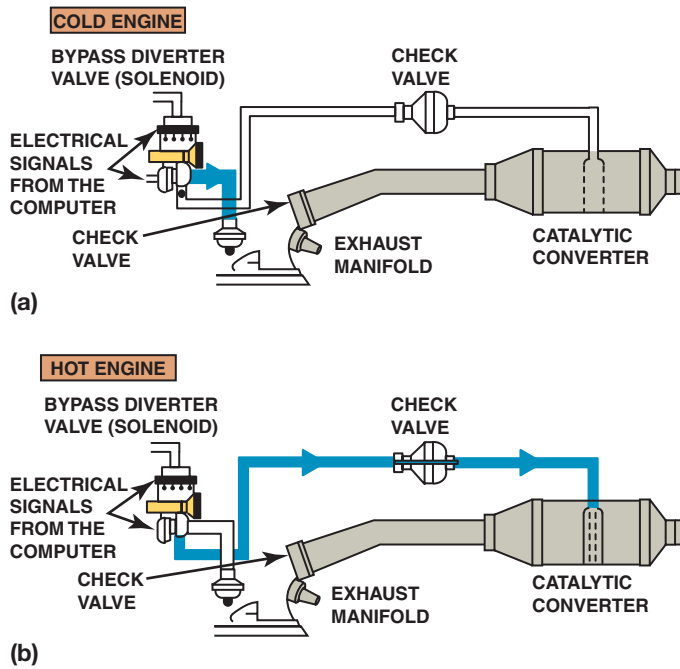 COLD ENGINE
BYPASS DIVERTER
VALVE (SOLENOID)
CHECK
VALVE
ELECTRICAL
SIGNALS
FROM THE
COMPUTER
CHECK
VALVE
EXHAUST
MANIFOLD
CATALYTIC
CONVERTER
(a)
HOT ENGINE
BYPASS DIVERTER
VALVE (SOLENOID)
CHECK
VALVE
ELECTRICAL
SIGNALS
FROM THE
COMPUTER
CHECK
VALVE
EXHAUST
MANIFOLD
CATALYTIC
CONVERTER
(b)